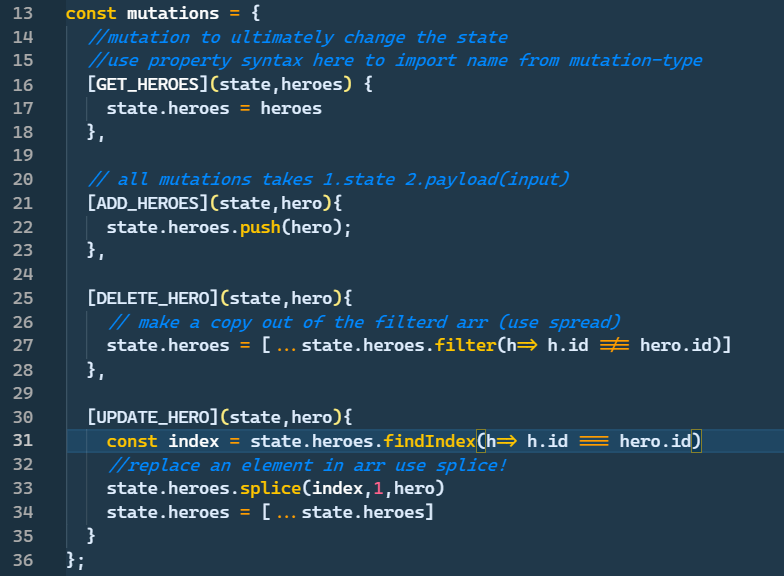 13 const mutations = {
14 //mutation to ultimately change the state
15 //use property syntax here to import name from mutation-type
16 [GET_HEROES](state,heroes) {
17 state.heroes = heroes
18 },
19
20 // all mutations takes 1.state 2.payload(input)
21 [ADD_HEROES](state,hero){
22 state.heroes.push(hero);
23 },
24
25 [DELETE_HERO](state,hero){
26 // make a copy out of the filterd arr (use spread)
27 state.heroes = [...state.heroes.filter(h=> h.id !== hero.id)]
28 },
29
30 [UPDATE_HERO](state,hero){
31 const index = state.heroes.findIndex(h=> h.id === hero.id)
32 //replace an element in arr use splice!
33 state.heroes.splice(index,1,hero)
34 state.heroes = [...state.heroes]
35 }
36 };